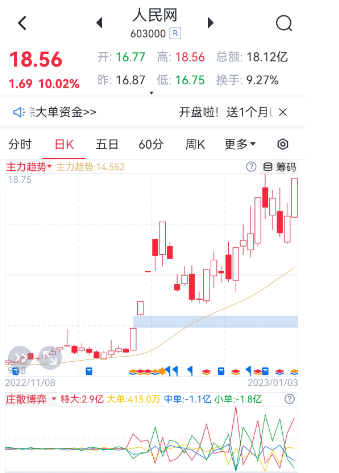 人民网
603000 R
18.56
1.69 10.02%
开: 16.77 高: 18.56 总额: 18.12亿
昨: 16.87 低: 16.75 换手: 9.27%
大单资金>> 开盘啦！送1个月L
分时 日K 五日 60分 周K 更多
主力趋势 主力趋势:14.552 筹码
18.75
2022/11/08 2023/01/03
庄散博弈 特大:2.9亿 大单:415.0万 中单:-1.1亿 小单:-1.8亿